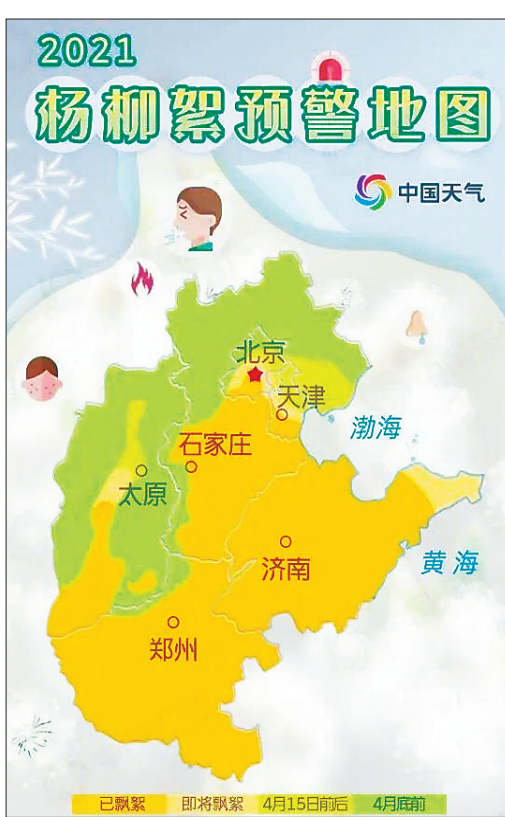 2021
杨柳絮预警地图
中国天气
北京
天津
渤海
石家庄
太原
济南
黄海
郑州
已飘絮 即将飘絮 4月15日前后 4月底前